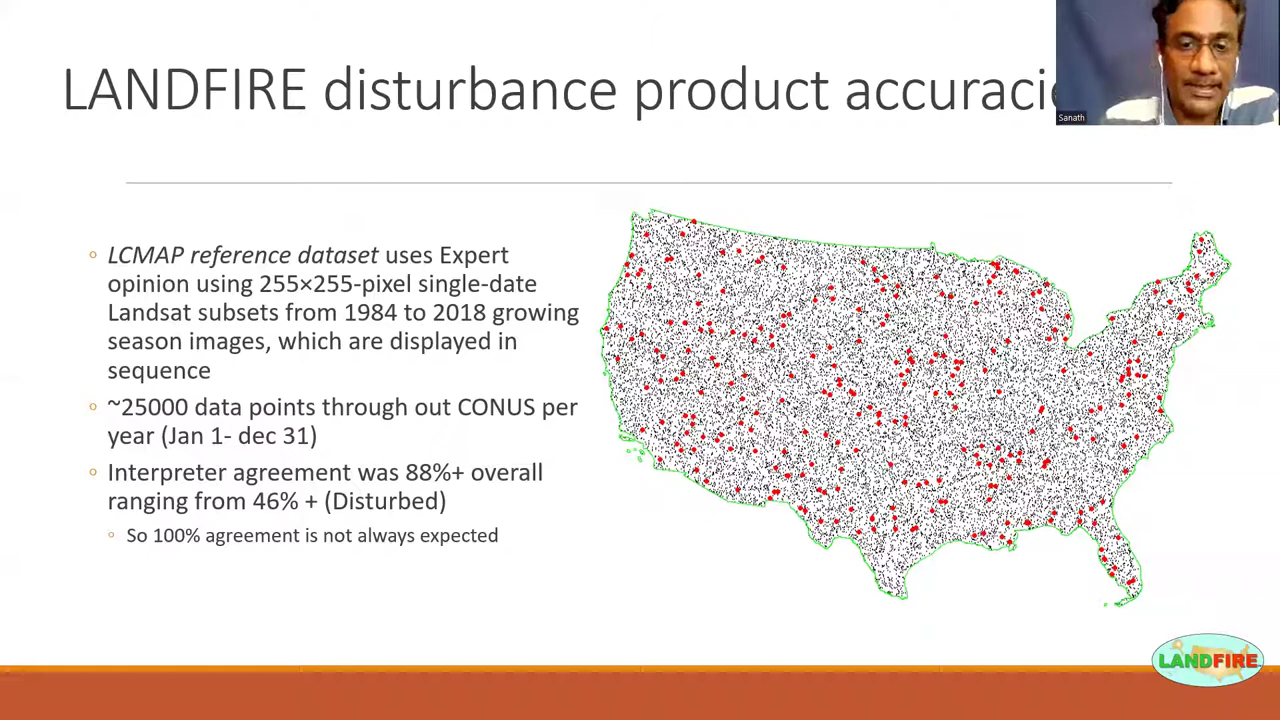 LANDFIRE disturbance product accuracie
Sanath
◦ LCMAP reference dataset uses Expert
opinion using 255×255-pixel single-date
Landsat subsets from 1984 to 2018 growing
season images, which are displayed in
sequence
◦ ~25000 data points through out CONUS per
year (Jan 1- dec 31)
◦ Interpreter agreement was 88%+ overall
ranging from 46% + (Disturbed)
◦ So 100% agreement is not always expected
LANDFIRE